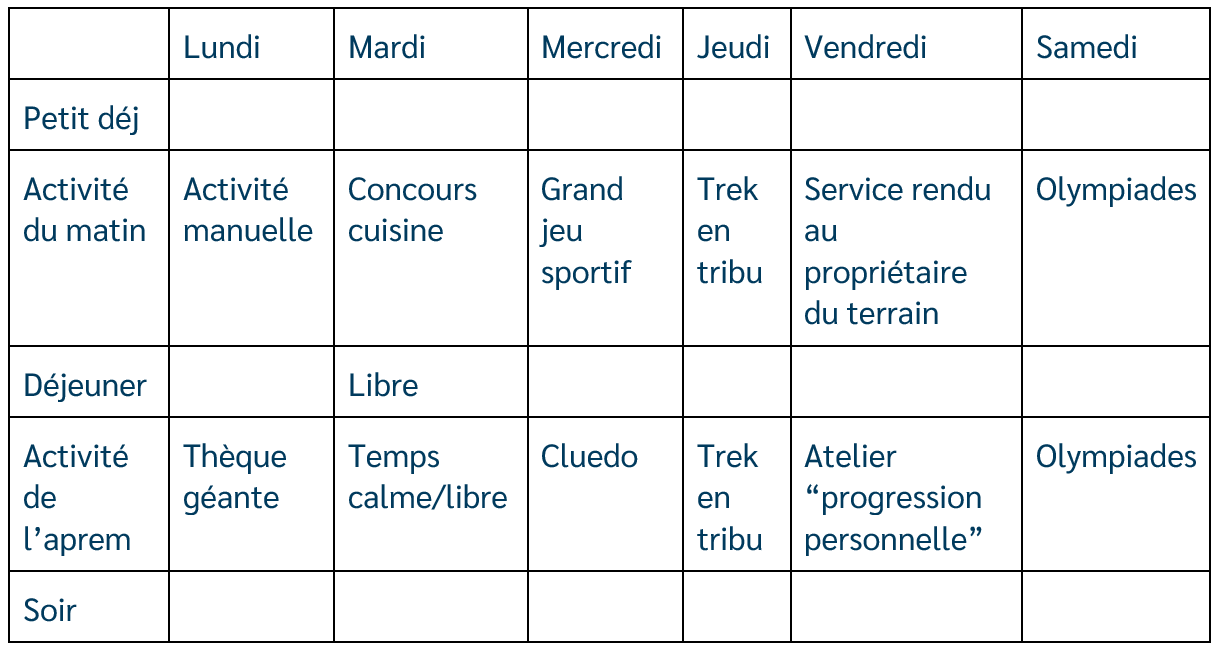 Lundi Mardi Mercredi Jeudi Vendredi Samedi
Petit déj
Activité Activité Concours Grand Trek Service rendu Olympiades
du matin manuelle cuisine jeu en au
sportif tribu propriétaire
du terrain
Déjeuner Libre
Activité Thèque Temps Cluedo Trek Atelier Olympiades
de géante calme/libre en “progression
l’aprem tribu personnelle”
Soir